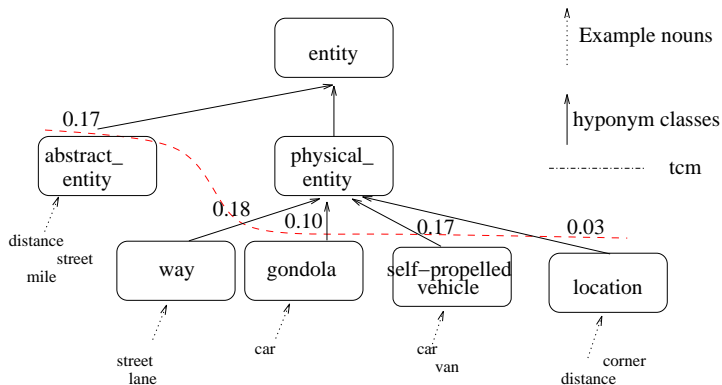 entity
Example nouns
0.17
hyponym classes
abstract_
entity
physical_
entity
tcm
0.18
0.10
0.17
0.03
distance
street
mile
way
gondola
self-propelled
vehicle
location
street
lane
car
car
van
corner
distance